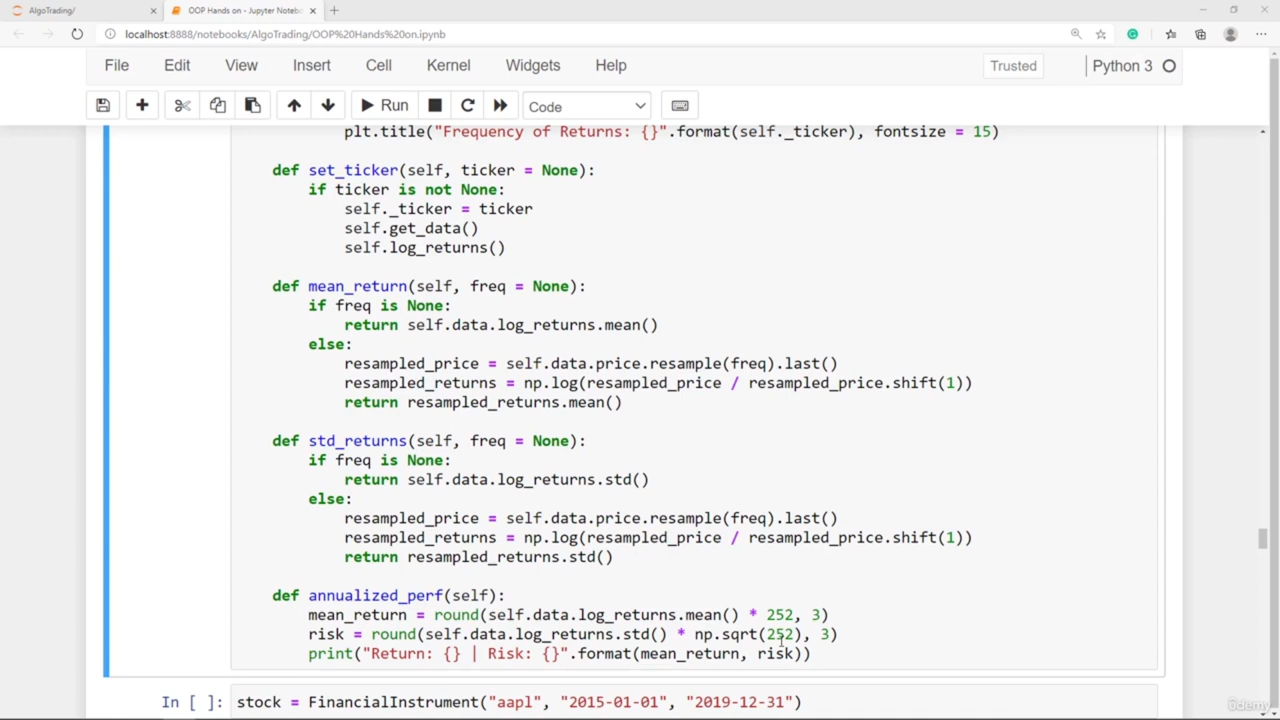 AlgoTrading/
OOP Hands on - Jupyter Notebo
localhost:8888/notebooks/AlgoTrading/OOP%20Hands%20on.ipynb
File Edit View Insert Cell Kernel Widgets Help Trusted Python 3
Run Code
plt.title("Frequency of Returns: {}".format(self._ticker), fontsize = 15)
def set_ticker(self, ticker = None):
if ticker is not None:
self._ticker = ticker
self.get_data()
self.log_returns()
def mean_return(self, freq = None):
if freq is None:
return self.data.log_returns.mean()
else:
resampled_price = self.data.price.resample(freq).last()
resampled_returns = np.log(resampled_price / resampled_price.shift(1))
return resampled_returns.mean()
def std_returns(self, freq = None):
if freq is None:
return self.data.log_returns.std()
else:
resampled_price = self.data.price.resample(freq).last()
resampled_returns = np.log(resampled_price / resampled_price.shift(1))
return resampled_returns.std()
def annualized_perf(self):
mean_return = round(self.data.log_returns.mean() * 252, 3)
risk = round(self.data.log_returns.std() * np.sqrt(252), 3)
print("Return: {} | Risk: {}".format(mean_return, risk))
In [ ]: stock = FinancialInstrument("aapl", "2015-01-01", "2019-12-31")
ûdemy